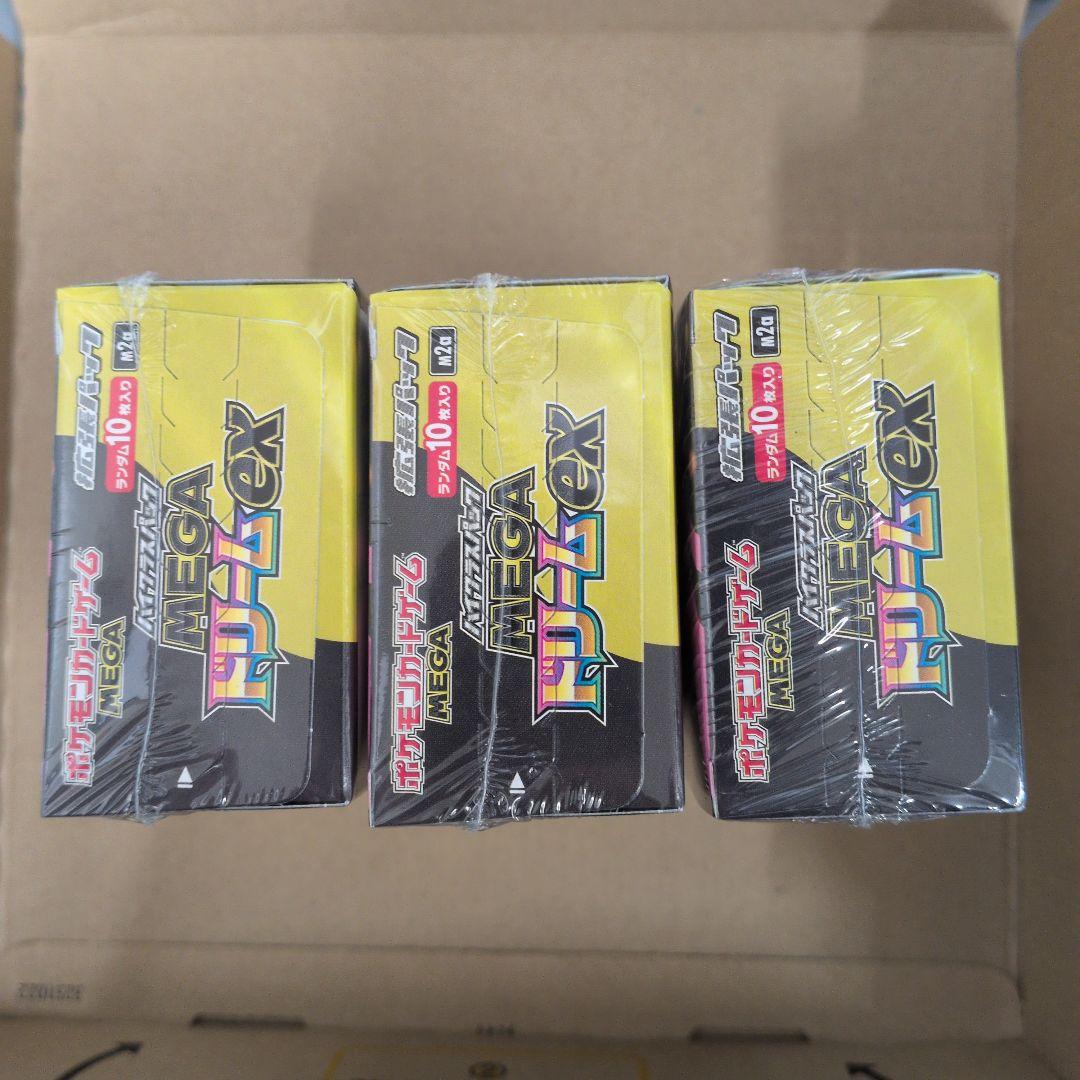 拡張パック
M2a
ランダム10枚入り
ポケモンカードゲーム
MEGA
ハイクラスパック
MEGA
ドリームex
拡張パック
M2a
ランダム10枚入り
ポケモンカードゲーム
MEGA
ハイクラスパック
MEGA
ドリームex
拡張パック
M2a
ランダム10枚入り
ポケモンカードゲーム
MEGA
ハイクラスパック
MEGA
ドリームex
3251022
②